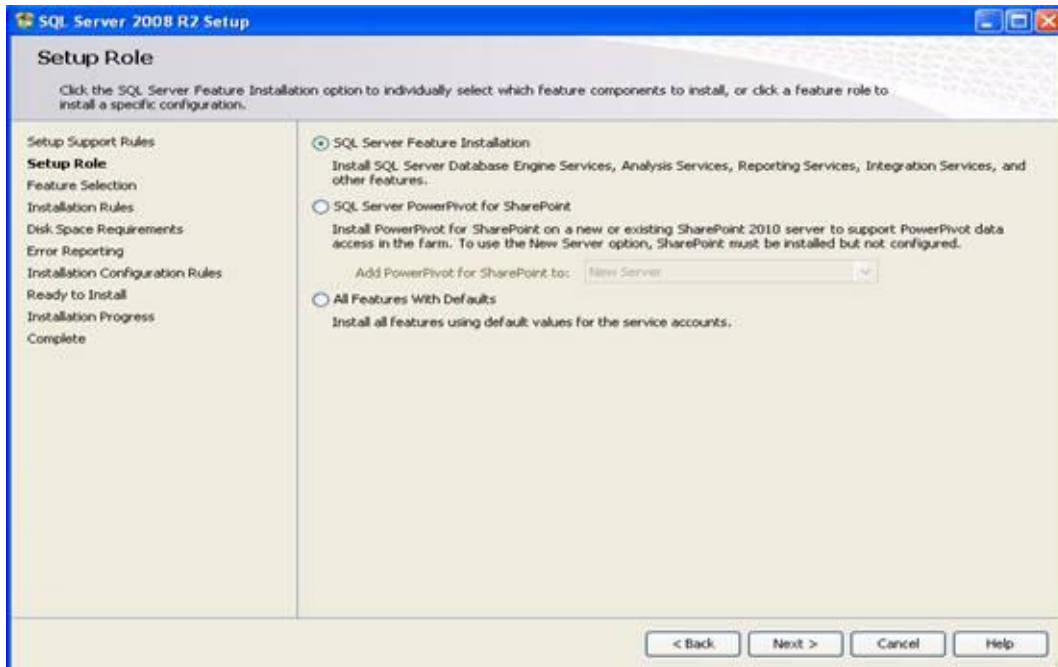 SQL Server 2008 R2 Setup
Setup Role
Click the SQL Server Feature Installation option to individually select which feature components to install, or click a feature role to
install a specific configuration.
Setup Support Rules
Setup Role
Feature Selection
Installation Rules
Disk Space Requirements
Error Reporting
Installation Configuration Rules
Ready to Install
Installation Progress
Complete
SQL Server Feature Installation
Install SQL Server Database Engine Services, Analysis Services, Reporting Services, Integration Services, and
other features.
SQL Server PowerPivot for SharePoint
Install PowerPivot for SharePoint on a new or existing SharePoint 2010 server to support PowerPivot data
access in the farm. To use the New Server option, SharePoint must be installed but not configured.
Add PowerPivot for SharePoint to: New Server
All Features With Defaults
Install all features using default values for the service accounts.
< Back Next > Cancel Help